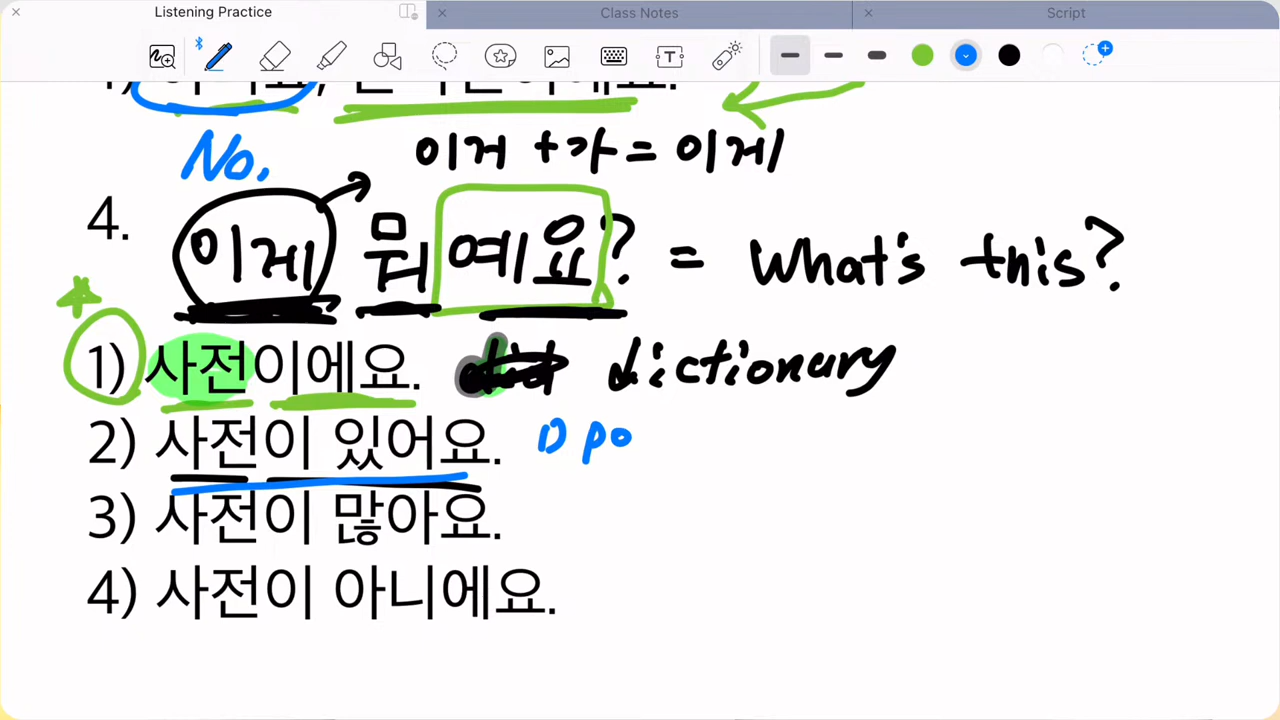 Listening Practice Class Notes Script
No. 이거 + 가 = 이게
4. 이게 뭐예요? = What's this?
1) 사전이에요. dictionary
2) 사전이 있어요. ① po
3) 사전이 많아요.
4) 사전이 아니에요.